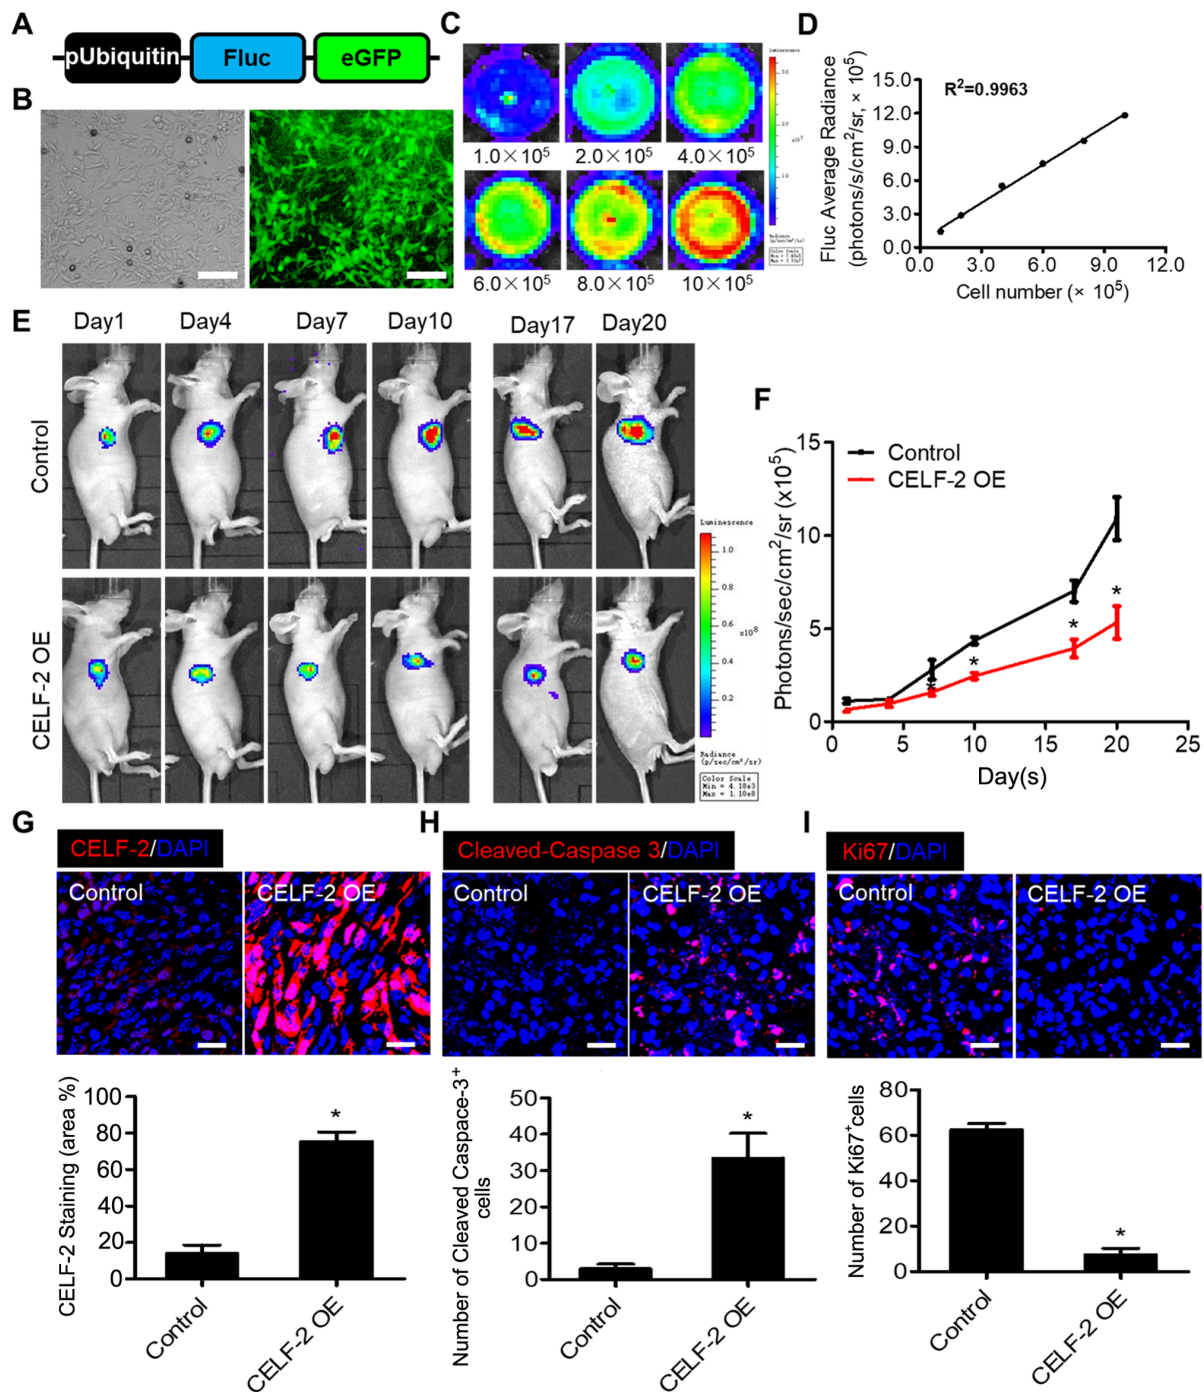 A
pUbiquitin
Fluc
eGFP
B
C
1.0×10⁵
2.0×10⁵
4.0×10⁵
6.0×10⁵
8.0×10⁵
10×10⁵
Luminescence
×10⁷
Radiance
(p/sec/cm²/sr)
Color Scale
D
Fluc Average Radiance
(photons/s/cm²/sr, × 10⁵)
R²=0.9963
15.0
12.0
9.0
6.0
3.0
0.0
0.0 3.0 6.0 9.0 12.0
Cell number (× 10⁵)
E
Day1 Day4 Day7 Day10 Day17 Day20
Control
CELF-2 OE
Luminescence
1.0
0.8
0.6
×10⁸
0.4
0.2
Radiance
(p/sec/cm²/sr)
Color Scale
Min = 4.18e3
Max = 1.10e8
F
Photons/sec/cm²/sr (x10⁵)
15
10
5
0
Control
CELF-2 OE
*
*
*
*
0 5 10 15 20 25
Day(s)
G
CELF-2/DAPI
Control
CELF-2 OE
CELF-2 Staining (area %)
100
80
60
40
20
0
*
Control
CELF-2 OE
H
Cleaved-Caspase 3/DAPI
Control
CELF-2 OE
Number of Cleaved Caspace-3⁺
cells
50
40
30
20
10
0
*
Control
CELF-2 OE
I
Ki67/DAPI
Control
CELF-2 OE
Number of Ki67⁺cells
80
60
40
20
0
*
Control
CELF-2 OE